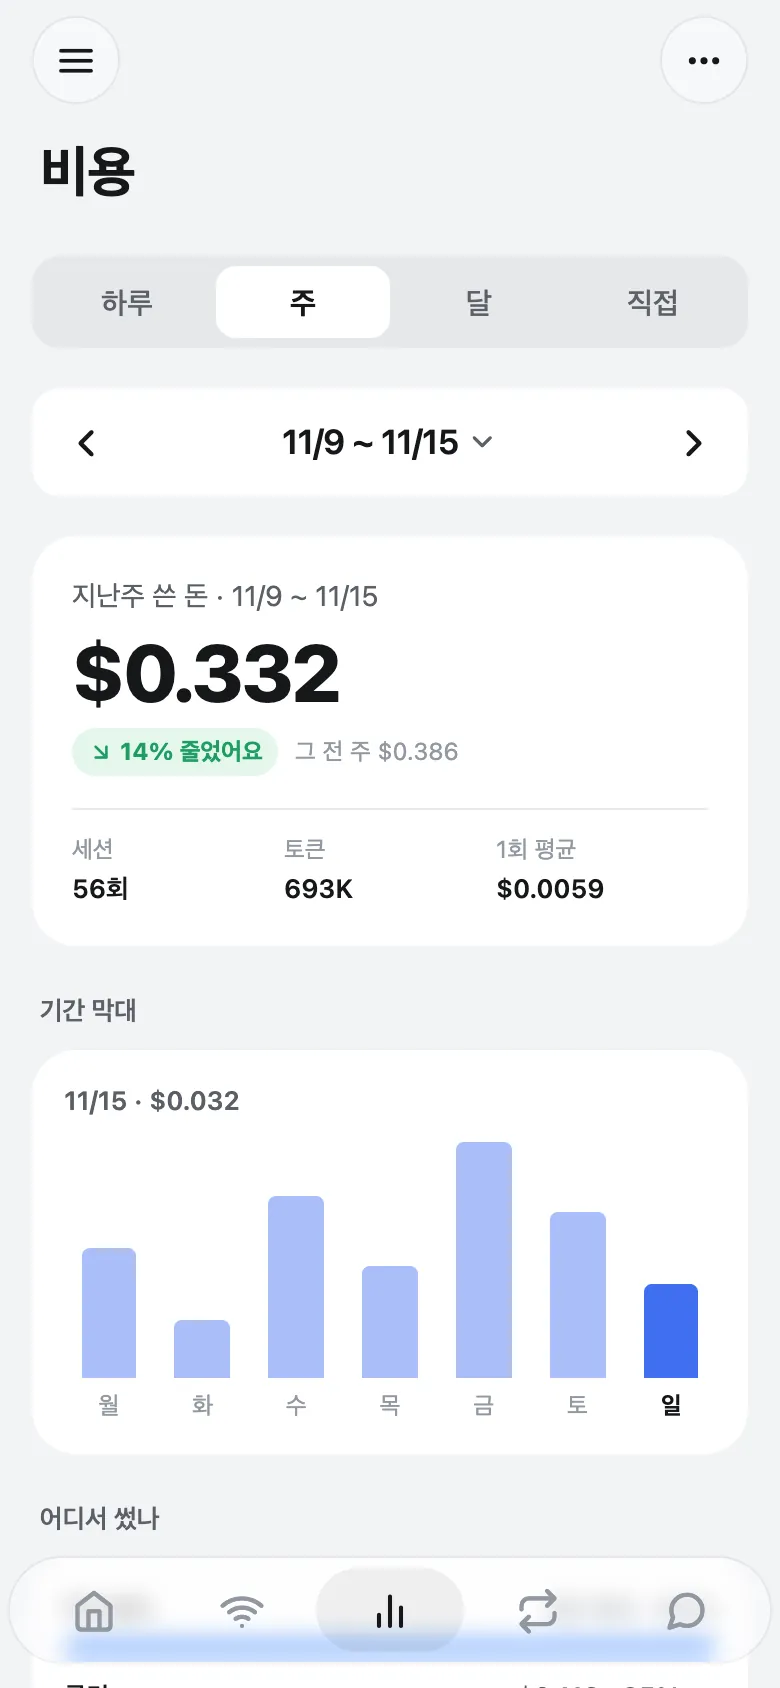 비용
하루 주 달 직접
11/9 ~ 11/15
지난주 쓴 돈 · 11/9 ~ 11/15
$0.332
14% 줄었어요 그 전 주 $0.386
세션 토큰 1회 평균
56회 693K $0.0059
기간 막대
11/15 · $0.032
월 화 수 목 금 토 일
어디서 썼나